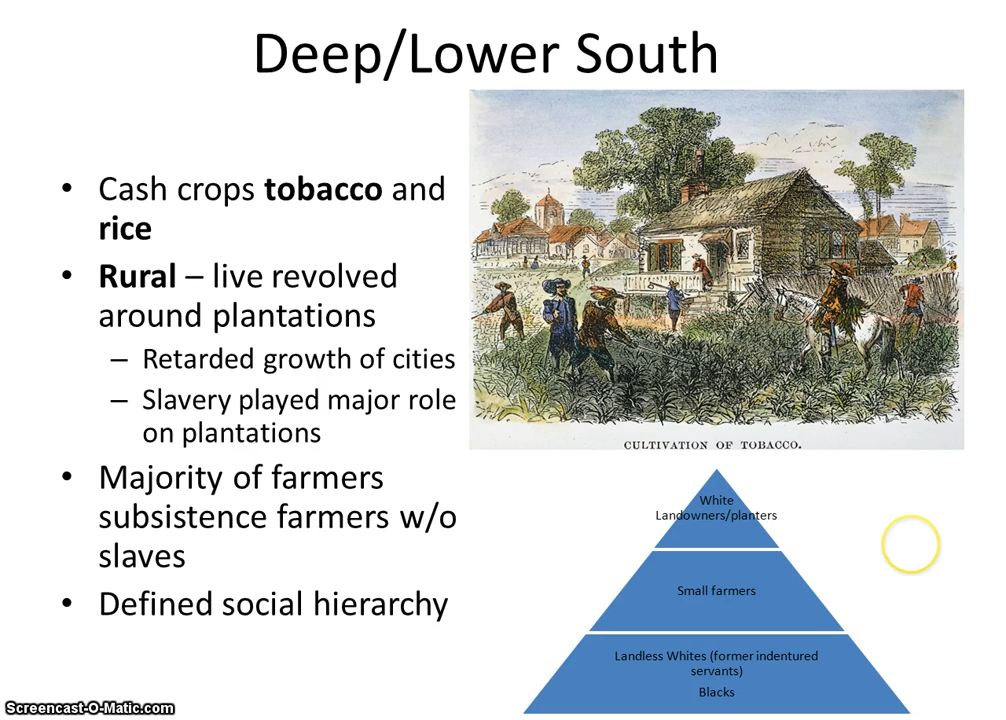 Deep/Lower South
• Cash crops tobacco and
rice
• Rural – live revolved
around plantations
– Retarded growth of cities
– Slavery played major role
on plantations
• Majority of farmers
subsistence farmers w/o
slaves
• Defined social hierarchy
CULTIVATION OF TOBACCO.
White
Landowners/planters
Small farmers
Landless Whites (former indentured
servants)
Blacks
Screencast-O-Matic.com